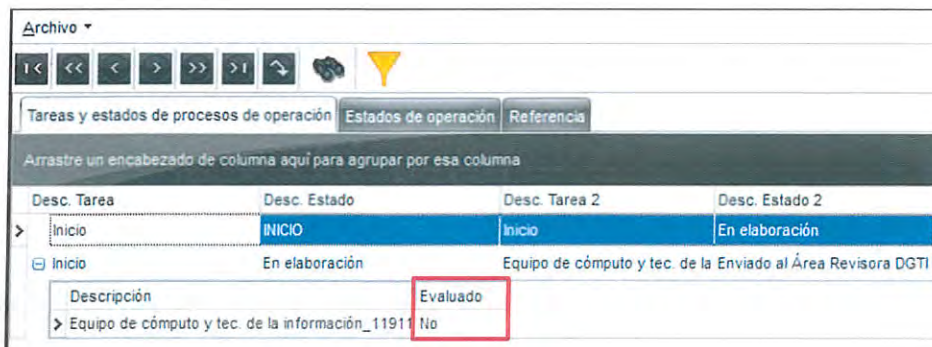 Archivo
Tareas y estados de procesos de operación Estados de operación Referencia
Arrastre un encabezado de columna aquí para agrupar por esa columna
Desc. Tarea Desc. Estado Desc. Tarea 2 Desc. Estado 2
Inicio INICIO Inicio En elaboración
Inicio En elaboración Equipo de cómputo y tec. de la Enviado al Área Revisora DGTI
Descripción Evaluado
Equipo de cómputo y tec. de la información_11911 No